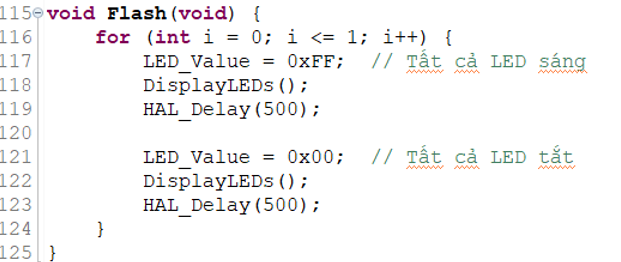 115 void Flash(void) {
116     for (int i = 0; i <= 1; i++) {
117         LED_Value = 0xFF;  // Tất cả LED sáng
118         DisplayLEDs();
119         HAL_Delay(500);
120
121         LED_Value = 0x00;  // Tất cả LED tắt
122         DisplayLEDs();
123         HAL_Delay(500);
124     }
125 }